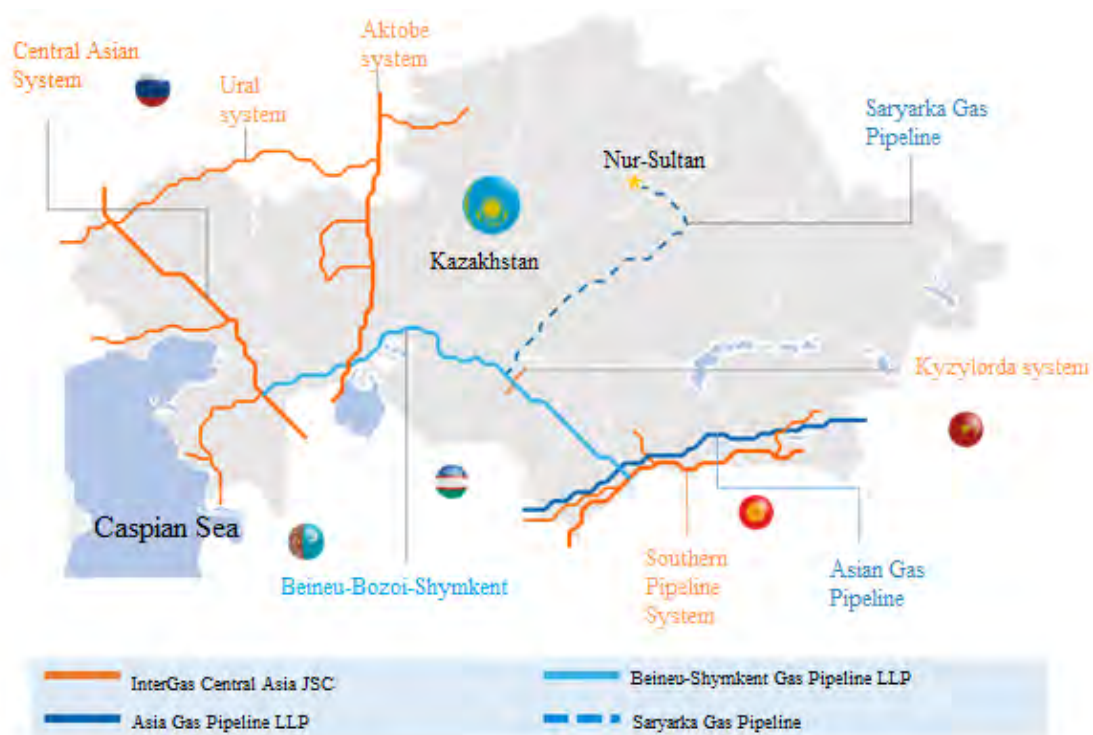 Aktobe
system
Central Asian
System
Ural
system
Saryarka Gas
Pipeline
Nur-Sultan
Kazakhstan
Kyzylorda system
Caspian Sea
Beineu-Bozoi-Shymkent
Southern
Pipeline
System
Asian Gas
Pipeline
InterGas Central Asia JSC
Beineu-Shymkent Gas Pipeline LLP
Asia Gas Pipeline LLP
Saryarka Gas Pipeline